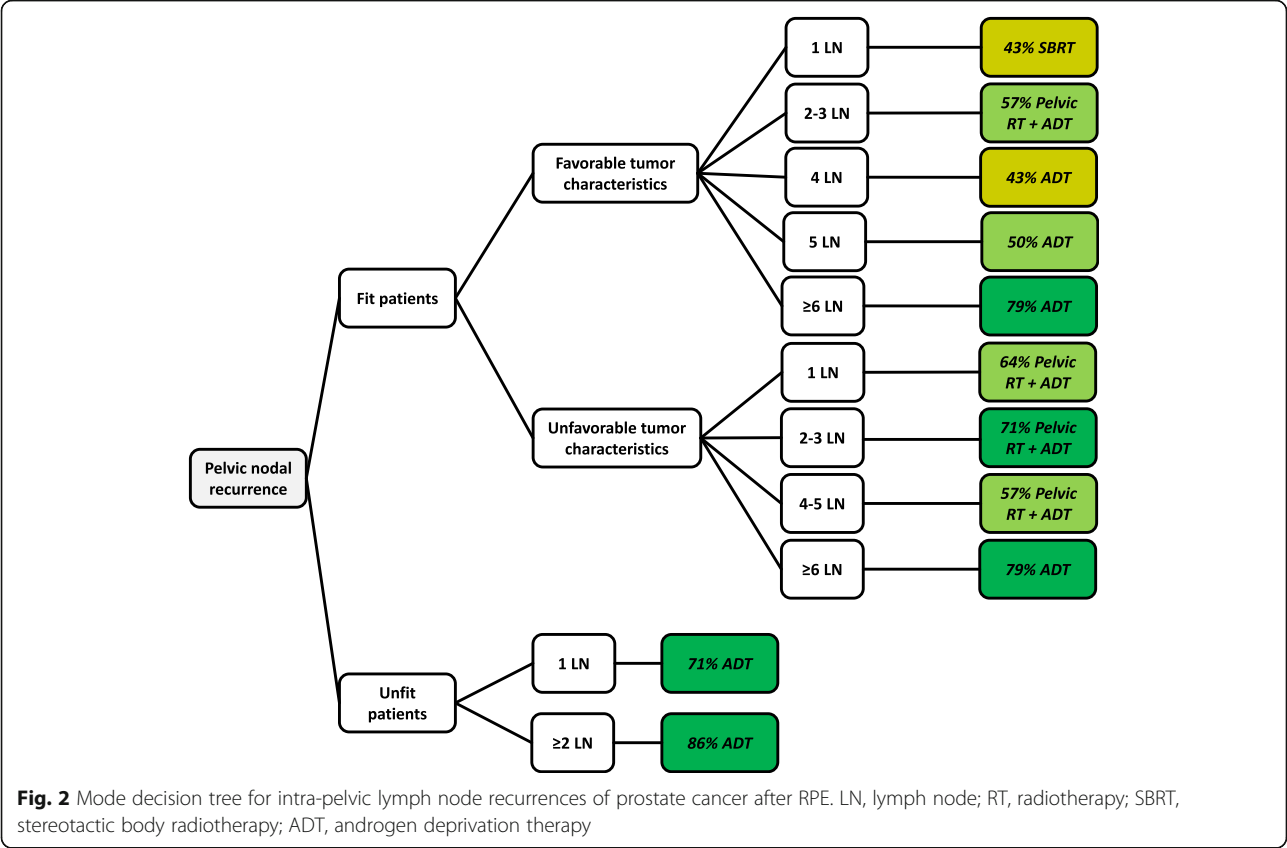 Pelvic nodal
recurrence
Fit patients
Favorable tumor
characteristics
1 LN
43% SBRT
2-3 LN
57% Pelvic
RT + ADT
4 LN
43% ADT
5 LN
50% ADT
≥6 LN
79% ADT
Unfavorable tumor
characteristics
1 LN
64% Pelvic
RT + ADT
2-3 LN
71% Pelvic
RT + ADT
4-5 LN
57% Pelvic
RT + ADT
≥6 LN
79% ADT
Unfit
patients
1 LN
71% ADT
≥2 LN
86% ADT
Fig. 2 Mode decision tree for intra-pelvic lymph node recurrences of prostate cancer after RPE. LN, lymph node; RT, radiotherapy; SBRT,
stereotactic body radiotherapy; ADT, androgen deprivation therapy